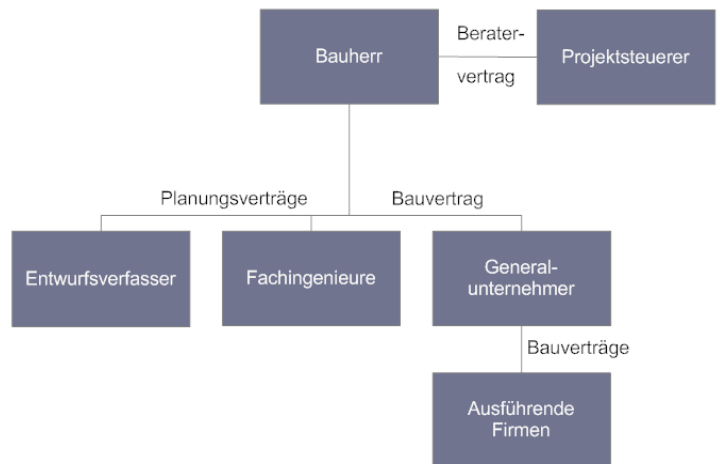 Bauherr
Berater-
vertrag
Projektsteuerer
Planungsverträge
Bauvertrag
Entwurfsverfasser
Fachingenieure
General-
unternehmer
Bauverträge
Ausführende
Firmen